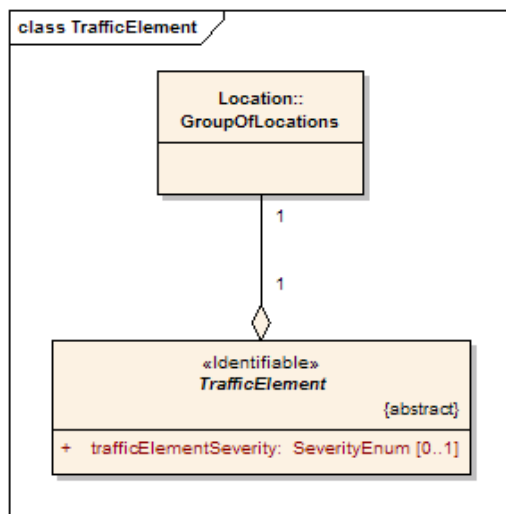 class TrafficElement
Location::
GroupOfLocations
1
1
«Identifiable»
TrafficElement
{abstract}
+ trafficElementSeverity: SeverityEnum [0..1]